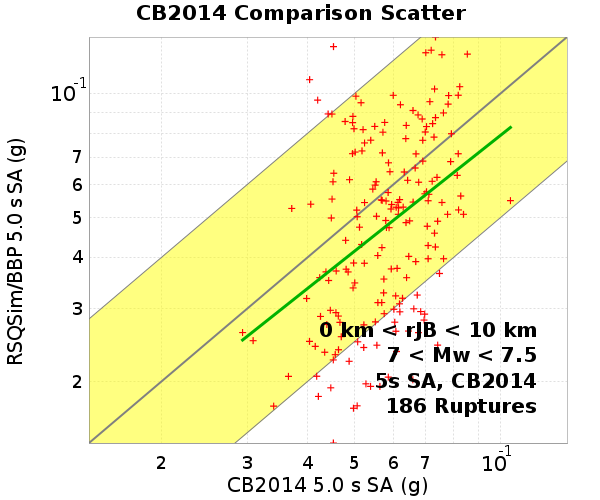 CB2014 Comparison Scatter
RSQSim/BBP 5.0 s SA (g)
10-1
7
6
5
4
3
2
0 km < rJB < 10 km
7 < Mw < 7.5
5s SA, CB2014
186 Ruptures
2 3 4 5 6 7 10-1
CB2014 5.0 s SA (g)